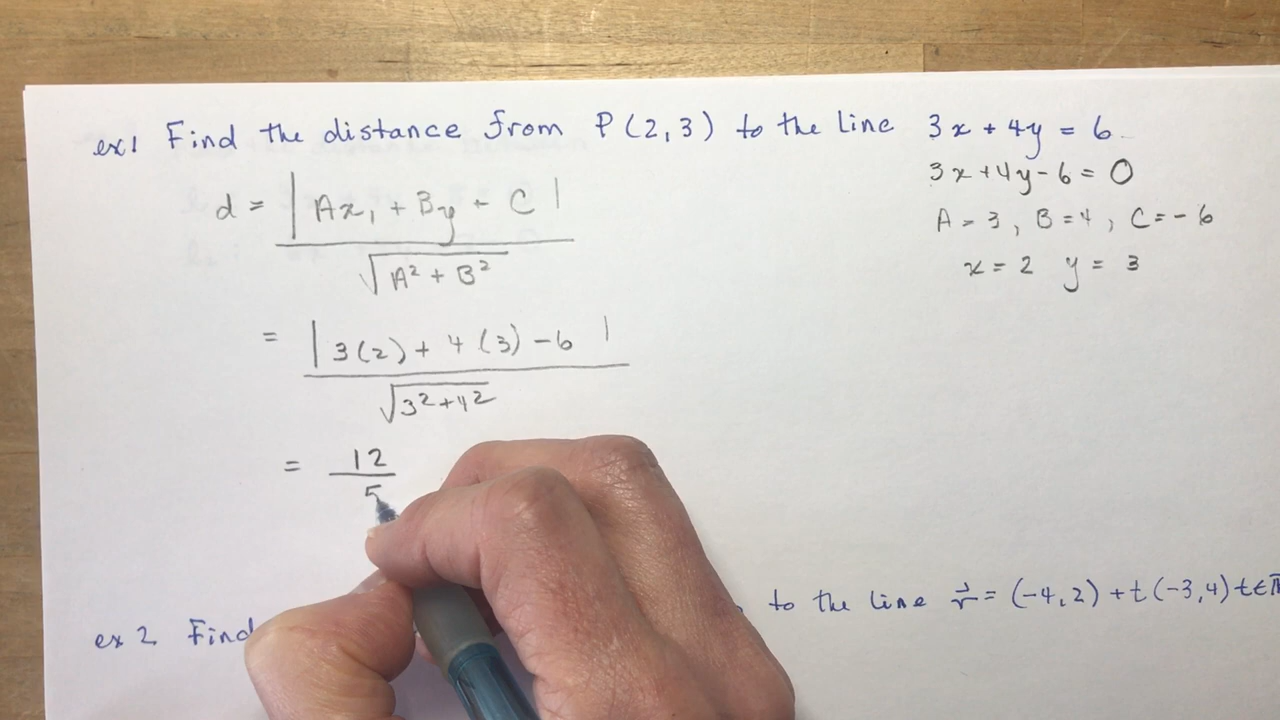 ex1 Find the distance from P(2,3) to the line 3x + 4y = 6.
3x + 4y - 6 = 0
A = 3, B = 4, C = -6
x = 2 y = 3
d = | Ax₁ + By + C |
√A² + B²
= | 3(2) + 4(3) - 6 |
√3² + 4²
= 12
5
ex 2 Find to the line r⃗ = (-4,2) + t(-3,4) t∈